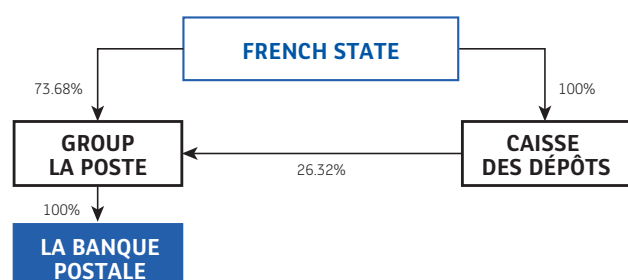 FRENCH STATE
73.68%
100%
GROUP
LA POSTE
CAISSE
DES DÉPÔTS
26.32%
100%
LA BANQUE
POSTALE